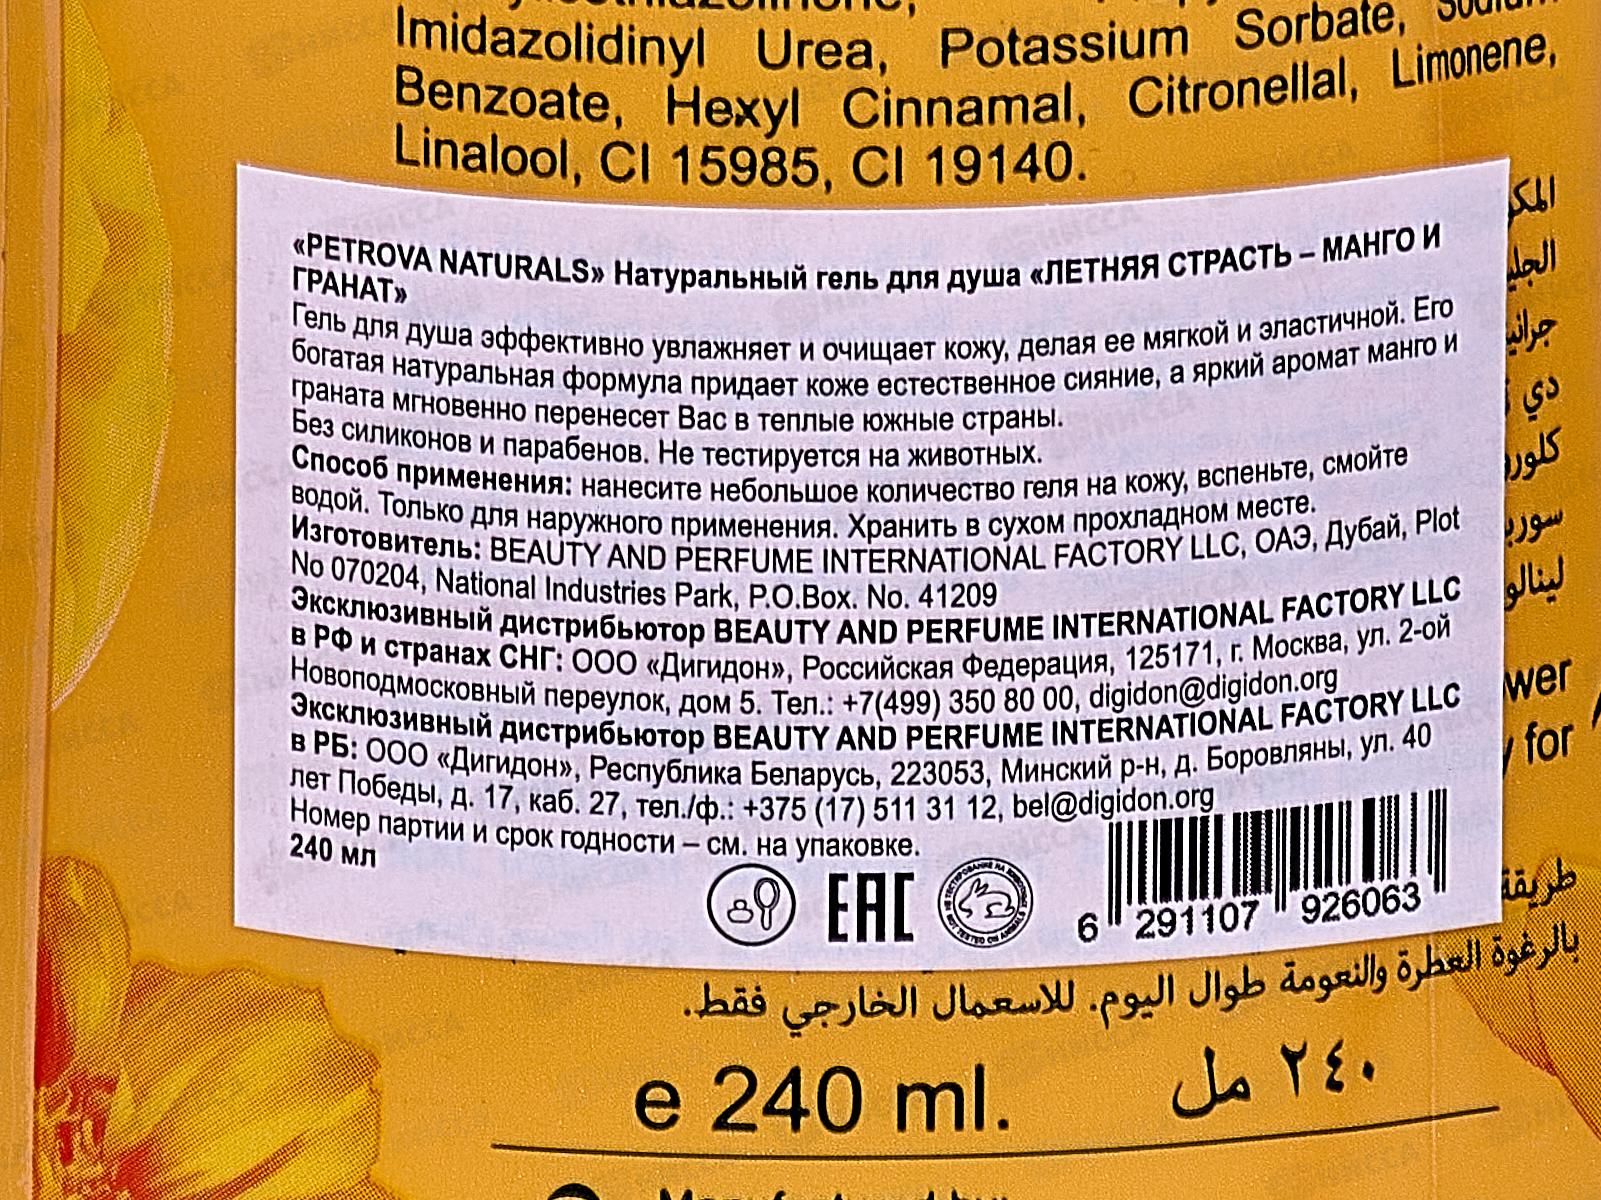 Imidazolidinyl Urea, Potassium Sorbate,
Benzoate, Hexyl Cinnamal, Citronellal, Limonene,
Linalool, CI 15985, CI 19140.
«PETROVA NATURALS» Натуральный гель для душа «ЛЕТНЯЯ СТРАСТЬ – МАНГО И
ГРАНАТ»
Гель для душа эффективно увлажняет и очищает кожу, делая ее мягкой и эластичной. Его
богатая натуральная формула придает коже естественное сияние, а яркий аромат манго и
граната мгновенно перенесет Вас в теплые южные страны.
Без силиконов и парабенов. Не тестируется на животных.
Способ применения: нанесите небольшое количество геля на кожу, вспеньте, смойте
водой. Только для наружного применения. Хранить в сухом прохладном месте.
Изготовитель: BEAUTY AND PERFUME INTERNATIONAL FACTORY LLC, ОАЭ, Дубай, Plot
No 070204, National Industries Park, P.O.Box. No. 41209
Эксклюзивный дистрибьютор BEAUTY AND PERFUME INTERNATIONAL FACTORY LLC
в РФ и странах СНГ: ООО «Дигидон», Российская Федерация, 125171, г. Москва, ул. 2-ой
Новоподмосковный переулок, дом 5. Тел.: +7(499) 350 80 00, digidon@digidon.org
Эксклюзивный дистрибьютор BEAUTY AND PERFUME INTERNATIONAL FACTORY LLC
в РБ: ООО «Дигидон», Республика Беларусь, 223053, Минский р-н, д. Боровляны, ул. 40
лет Победы, д. 17, каб. 27, тел./ф.: +375 (17) 511 31 12, bel@digidon.org
Номер партии и срок годности – см. на упаковке.
240 мл
EAC
6 291107 926063
for
طريقة
بالرغوة العطرة والنعومة طوال اليوم. للاسعمال الخارجي فقط.
e 240 ml.
٢٤٠ مل